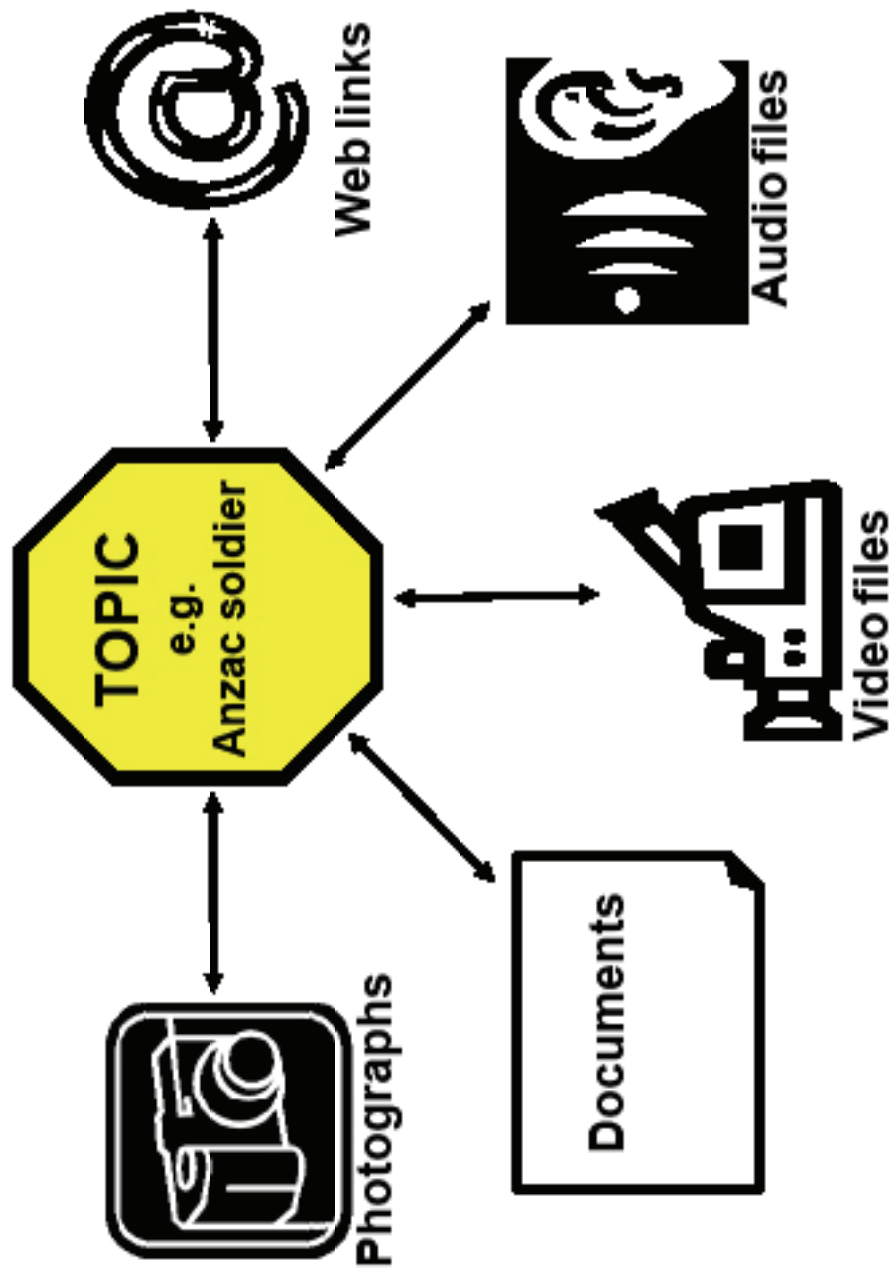 TOPIC
e.g.
Anzac soldier
Photographs
Documents
Video files
Audio files
Web links